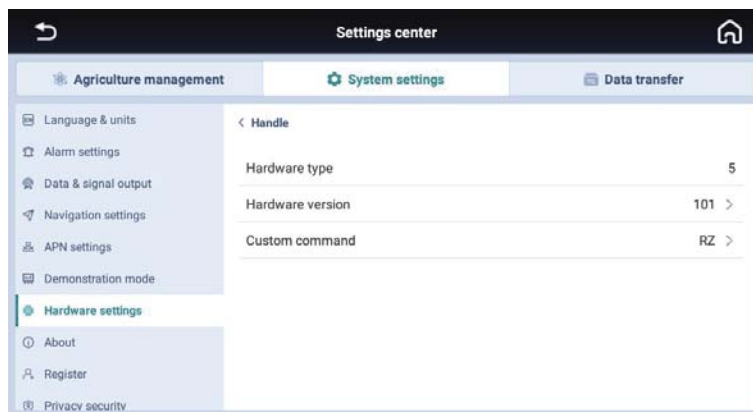 Settings center
Agriculture management
System settings
Data transfer
Language & units
Alarm settings
Data & signal output
Navigation settings
APN settings
Demonstration mode
Hardware settings
About
Register
Privacy security
< Handle
Hardware type 5
Hardware version 101 >
Custom command RZ >